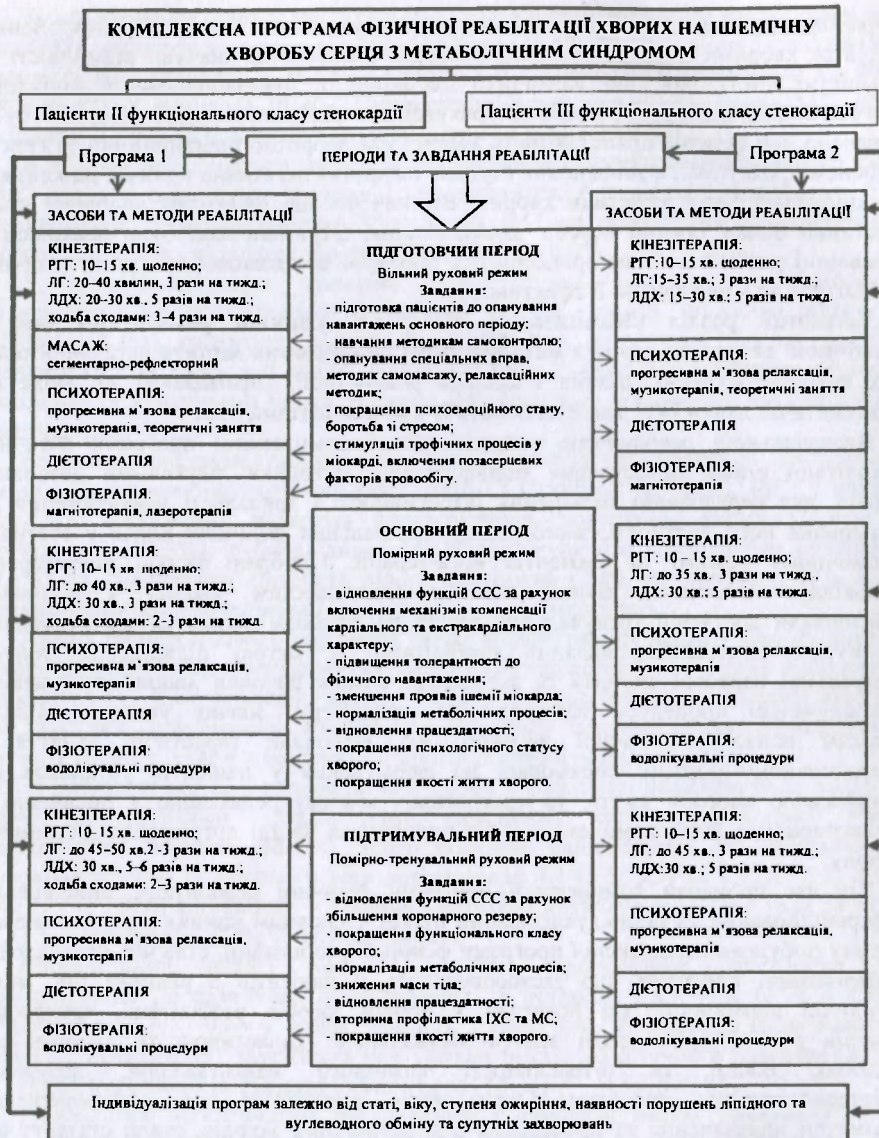 КОМПЛЕКСНА ПРОГРАМА ФІЗИЧНОЇ РЕАБІЛІТАЦІЇ ХВОРИХ НА ІШЕМІЧНУ
ХВОРОБУ СЕРЦЯ З МЕТАБОЛІЧНИМ СИНДРОМОМ
Пацієнти II функціонального класу стенокардії
Пацієнти III функціонального класу стенокардії
Програма 1
ПЕРІОДИ ТА ЗАВДАННЯ РЕАБІЛІТАЦІЇ
Програма 2
ЗАСОБИ ТА МЕТОДИ РЕАБІЛІТАЦІЇ
КІНЕЗІТЕРАПІЯ:
РГГ: 10–15 хв. щоденно;
ЛГ: 20–40 хвилин, 3 рази на тижд.;
ЛДХ: 20–30 хв., 5 разів на тижд.;
ходьба сходами: 3–4 рази на тижд.
МАСАЖ:
сегментарно-рефлекторний
ПСИХОТЕРАПІЯ:
прогресивна м'язова релаксація,
музикотерапія, теоретичні заняття
ДІЄТОТЕРАПІЯ
ФІЗІОТЕРАПІЯ:
магнітотерапія, лазеротерапія
ПІДГОТОВЧИЙ ПЕРІОД
Вільний руховий режим
Завдання:
- підготовка пацієнтів до опанування
навантажень основного періоду;
- навчання методикам самоконтролю;
- опанування спеціальних вправ,
методик самомасажу, релаксаційних
методик;
- покращення психоемоційного стану,
боротьба зі стресом;
- стимуляція трофічних процесів у
міокарді, включення позасерцевих
факторів кровообігу.
ЗАСОБИ ТА МЕТОДИ РЕАБІЛІТАЦІЇ
КІНЕЗІТЕРАПІЯ:
РГГ:10–15 хв. щоденно;
ЛГ:15–35 хв.; 3 рази на тижд.;
ЛДХ: 15–30 хв.; 5 разів на тижд.
ПСИХОТЕРАПІЯ:
прогресивна м'язова релаксація,
музикотерапія, теоретичні заняття
ДІЄТОТЕРАПІЯ
ФІЗІОТЕРАПІЯ:
магнітотерапія
КІНЕЗІТЕРАПІЯ:
РГГ: 10–15 хв. щоденно;
ЛГ: до 40 хв., 3 рази на тижд.;
ЛДХ: 30 хв., 3 рази на тижд.;
ходьба сходами: 2–3 рази на тижд.
ПСИХОТЕРАПІЯ:
прогресивна м'язова релаксація,
музикотерапія
ДІЄТОТЕРАПІЯ
ФІЗІОТЕРАПІЯ:
водолікувальні процедури
ОСНОВНИЙ ПЕРІОД
Помірний руховий режим
Завдання:
- відновлення функцій ССС за рахунок
включення механізмів компенсації
кардіального та екстракардіального
характеру;
- підвищення толерантності до
фізичного навантаження;
- зменшення проявів ішемії міокарда;
- нормалізація метаболічних процесів;
- відновлення працездатності;
- покращення психологічного статусу
хворого;
- покращення якості життя хворого.
КІНЕЗІТЕРАПІЯ:
РГГ: 10 – 15 хв. щоденно;
ЛГ: до 35 хв. 3 рази на тижд.,
ЛДХ: 30 хв.; 5 разів на тижд.
ПСИХОТЕРАПІЯ:
прогресивна м'язова релаксація,
музикотерапія
ДІЄТОТЕРАПІЯ
ФІЗІОТЕРАПІЯ:
водолікувальні процедури
КІНЕЗІТЕРАПІЯ:
РГГ: 10–15 хв. щоденно;
ЛГ: до 45–50 хв.2 -3 рази на тижд.;
ЛДХ: 30 хв., 5–6 разів на тижд.;
ходьба сходами: 2–3 рази на тижд.
ПСИХОТЕРАПІЯ:
прогресивна м'язова релаксація,
музикотерапія
ДІЄТОТЕРАПІЯ
ФІЗІОТЕРАПІЯ:
водолікувальні процедури
ПІДТРИМУВАЛЬНИЙ ПЕРІОД
Помірно-тренувальний руховий режим
Завдання:
- відновлення функцій ССС за рахунок
збільшення коронарного резерву;
- покращення функціонального класу
хворого;
- нормалізація метаболічних процесів;
- зниження маси тіла;
- відновлення працездатності;
- вторинна профілактика ІХС та МС;
- покращення якості життя хворого.
КІНЕЗІТЕРАПІЯ:
РГГ: 10–15 хв. щоденно;
ЛГ: до 45 хв., 3 рази на тижд.;
ЛДХ: 30 хв.; 5 разів на тижд.
ПСИХОТЕРАПІЯ:
прогресивна м'язова релаксація,
музикотерапія
ДІЄТОТЕРАПІЯ
ФІЗІОТЕРАПІЯ:
водолікувальні процедури
Індивідуалізація програм залежно від статі, віку, ступеня ожиріння, наявності порушень ліпідного та
вуглеводного обміну та супутніх захворювань